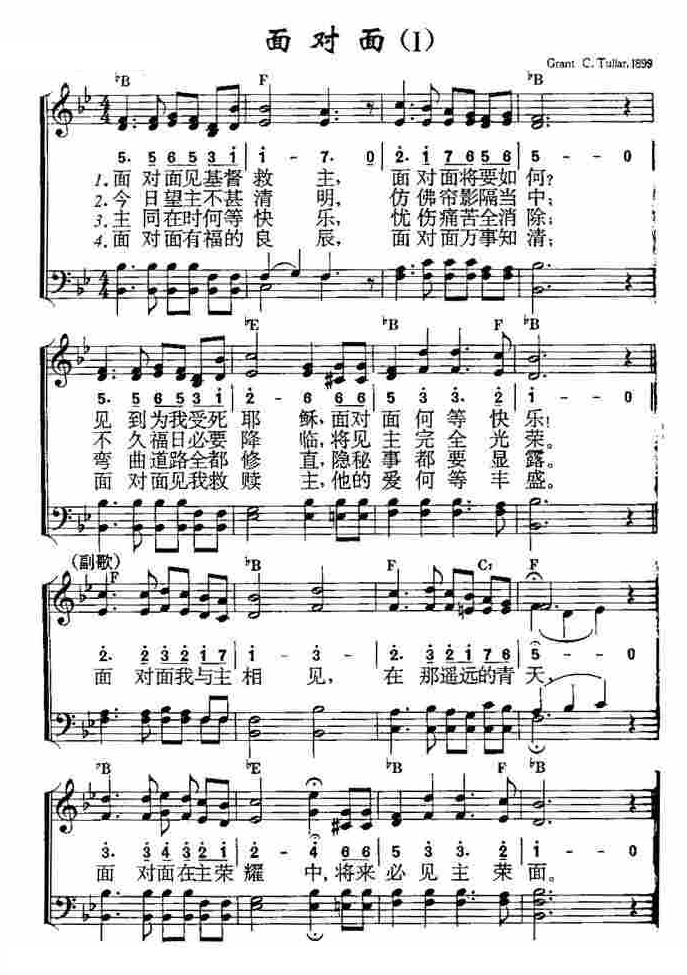 面对面(I)
Grant C. Tullar, 1899
♭B F ♭B
5. 5 6 5 3 1 1 - 7. 0 2. 1 7 6 5 6 5 - - 0
1. 面对面见基督救主, 面对面将要如何?
2. 今日望主不甚清明, 仿佛帘影隔当中;
3. 主同在时何等快乐, 忧伤痛苦全消除;
4. 面对面有福的良辰, 面对面万事知清;
♭E ♭B F ♭B
5. 5 6 5 3 1 2 - 6 6 6 5 3 3. 2 1 - - 0
见到为我受死耶稣,面对面何等快乐!
不久福日必要降临,将见主完全光荣。
弯曲道路全都修直,隐秘事都要显露。
面对面见我救赎主,他的爱何等丰盛。
(副歌)
F ♭B F C7 F
2. 2 3 2 1 7 1 - 3 - 2. 2 3 2 1 7 6 5 - - 0
面对面我与主相见,在那遥远的青天,
♭B ♭E ♭B F ♭B
3. 3 4 3 2 1 2 - 4 6 6 5 3 3. 2 1 - - 0
面对面在主荣耀中,将来必见主荣面。